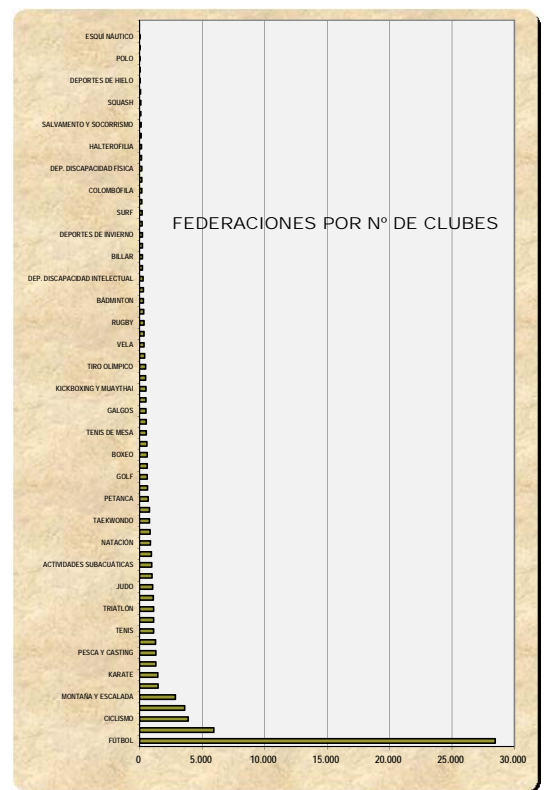 FEDERACIONES POR Nº DE CLUBES
ESQUÍ NÁUTICO
POLO
DEPORTES DE HIELO
SQUASH
SALVAMENTO Y SOCORRISMO
HALTEROFILIA
DEP. DISCAPACIDAD FÍSICA
COLOMBÓFILA
SURF
DEPORTES DE INVIERNO
BILLAR
DEP. DISCAPACIDAD INTELECTUAL
BÁDMINTON
RUGBY
VELA
TIRO OLÍMPICO
KICKBOXING Y MUAYTHAI
GALGOS
TENIS DE MESA
BOXEO
GOLF
PETANCA
TAEKWONDO
NATACIÓN
ACTIVIDADES SUBACUÁTICAS
JUDO
TRIATLÓN
TENIS
PESCA Y CASTING
KARATE
MONTAÑA Y ESCALADA
CICLISMO
FÚTBOL
0 5.000 10.000 15.000 20.000 25.000 30.000